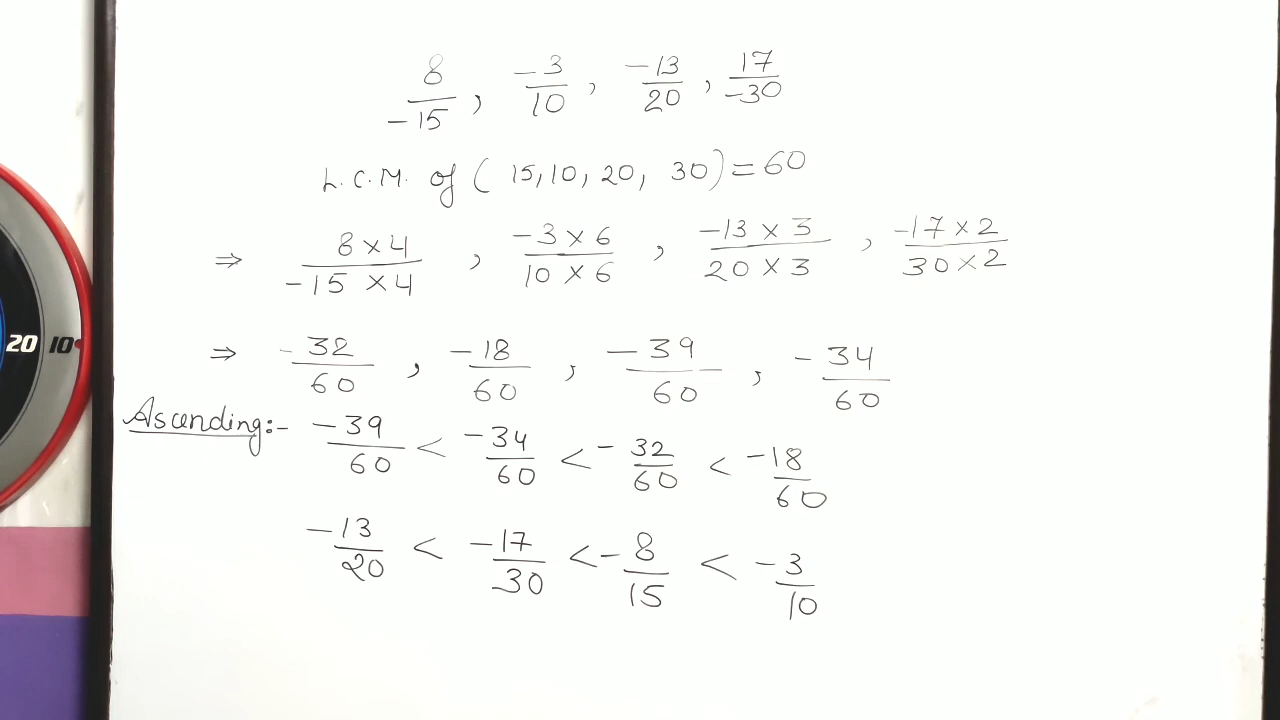 8/-15 , -3/10 , -13/20 , 17/-30
L.C.M. of ( 15,10, 20, 30) = 60
⇒ 8 × 4/-15 × 4 , -3 × 6/10 × 6 , -13 × 3/20 × 3 , -17 × 2/30 × 2
⇒ -32/60 , -18/60 , -39/60 , -34/60
Ascending:- -39/60 < -34/60 < -32/60 < -18/60
-13/20 < -17/30 < -8/15 < -3/10
20 10